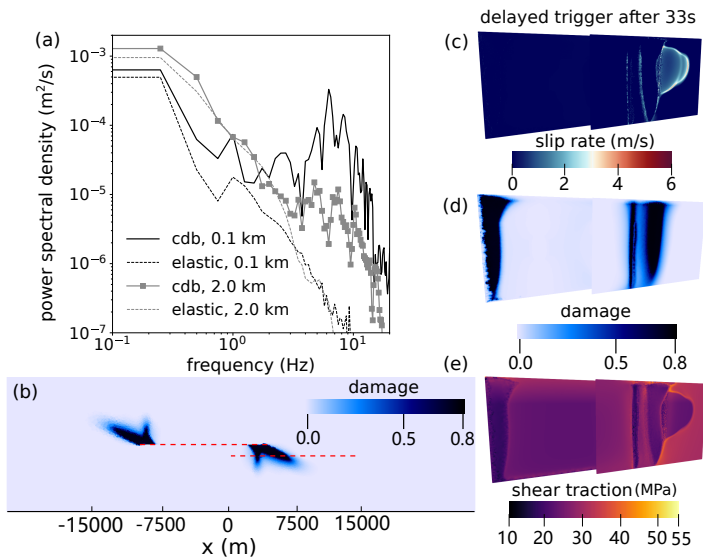 (a)
10⁻³
10⁻⁴
10⁻⁵
10⁻⁶
10⁻⁷
power spectral density (m²/s)
cdb, 0.1 km
elastic, 0.1 km
cdb, 2.0 km
elastic, 2.0 km
10⁻¹ 10⁰ 10¹
frequency (Hz)
(b)
damage
0.0 0.5 0.8
-15000 -7500 0 7500 15000
x (m)
delayed trigger after 33s
(c)
slip rate (m/s)
0 2 4 6
(d)
damage
0.0 0.5 0.8
(e)
shear traction (MPa)
10 20 30 40 50 55